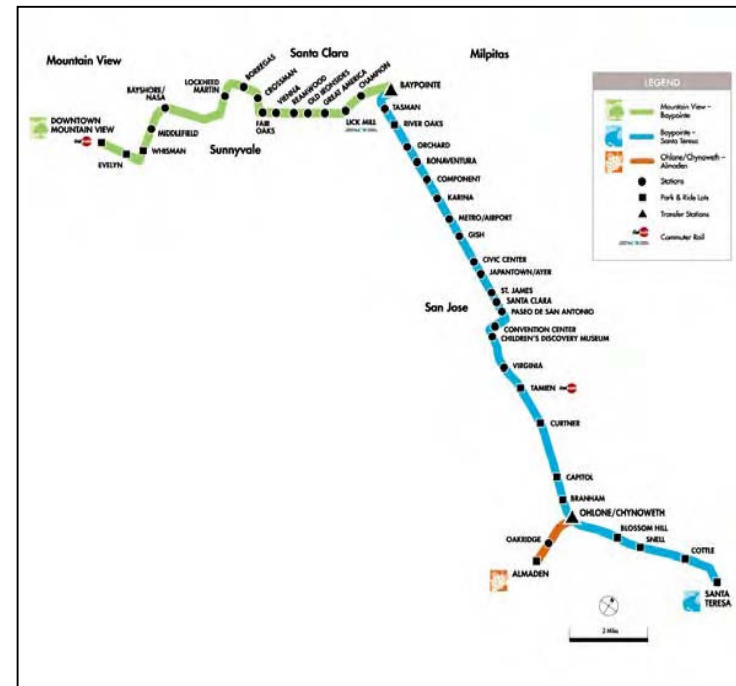 Mountain View
Santa Clara
Milpitas
LEGEND
Mountain View –
Baypointe
Baypointe –
Santa Teresa
Ohlone/Chynoweth –
Almaden
Stations
Park & Ride Lots
Transfer Stations
Commuter Rail
DOWNTOWN
MOUNTAIN VIEW
EVELYN
WHISMAN
MIDDLEFIELD
BAYSHORE/
NASA
LOCKHEED
MARTIN
BORREGAS
CROSSMAN
FAIR
OAKS
VIENNA
REAMWOOD
OLD IRONSIDES
GREAT AMERICA
LICK MILL
CHAMPION
BAYPOINTE
Sunnyvale
TASMAN
RIVER OAKS
ORCHARD
BONAVENTURA
COMPONENT
KARINA
METRO/AIRPORT
GISH
CIVIC CENTER
JAPANTOWN/AYER
ST. JAMES
SANTA CLARA
PASEO DE SAN ANTONIO
San Jose
CONVENTION CENTER
CHILDREN'S DISCOVERY MUSEUM
VIRGINIA
TAMIEN
CURTNER
CAPITOL
BRANHAM
OHLONE/CHYNOWETH
OAKRIDGE
ALMADEN
BLOSSOM HILL
SNELL
COTTLE
SANTA
TERESA
2 Miles